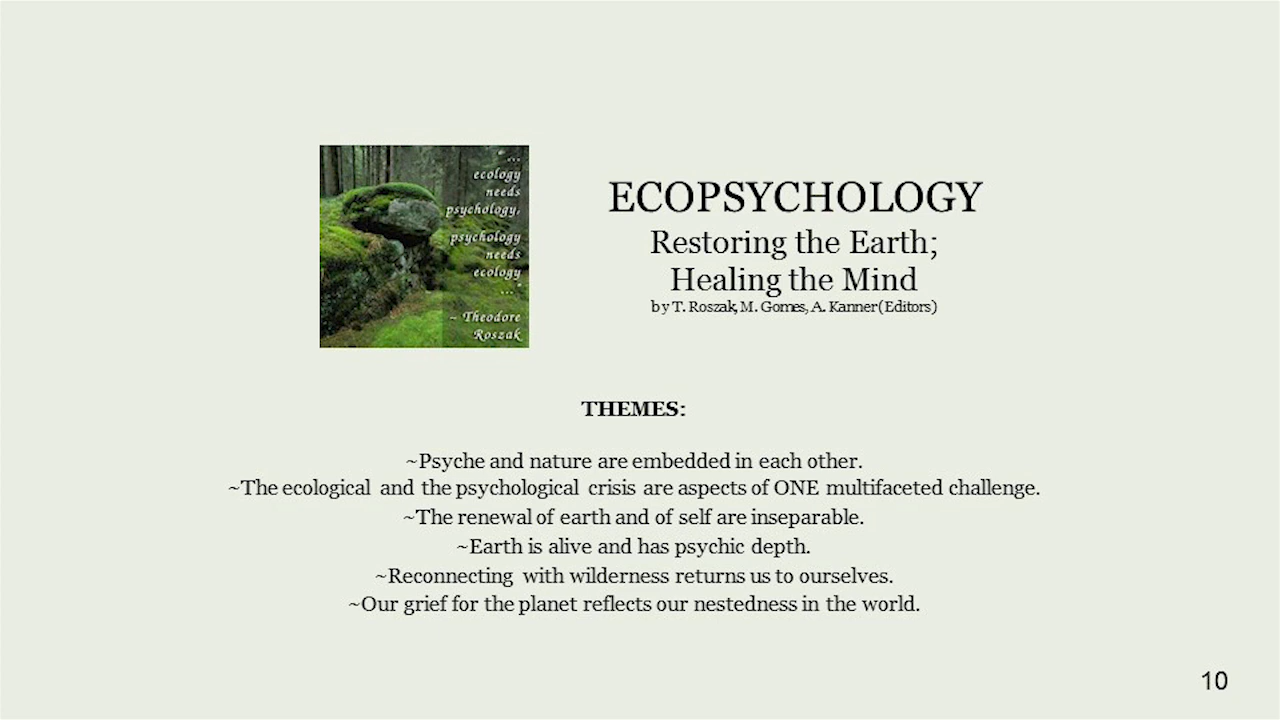 "...
ecology
needs
psychology,
psychology
needs
ecology
..."
~ Theodore
Roszak
ECOPSYCHOLOGY
Restoring the Earth;
Healing the Mind
by T. Roszak, M. Gomes, A. Kanner (Editors)
THEMES:
~Psyche and nature are embedded in each other.
~The ecological and the psychological crisis are aspects of ONE multifaceted challenge.
~The renewal of earth and of self are inseparable.
~Earth is alive and has psychic depth.
~Reconnecting with wilderness returns us to ourselves.
~Our grief for the planet reflects our nestedness in the world.
10